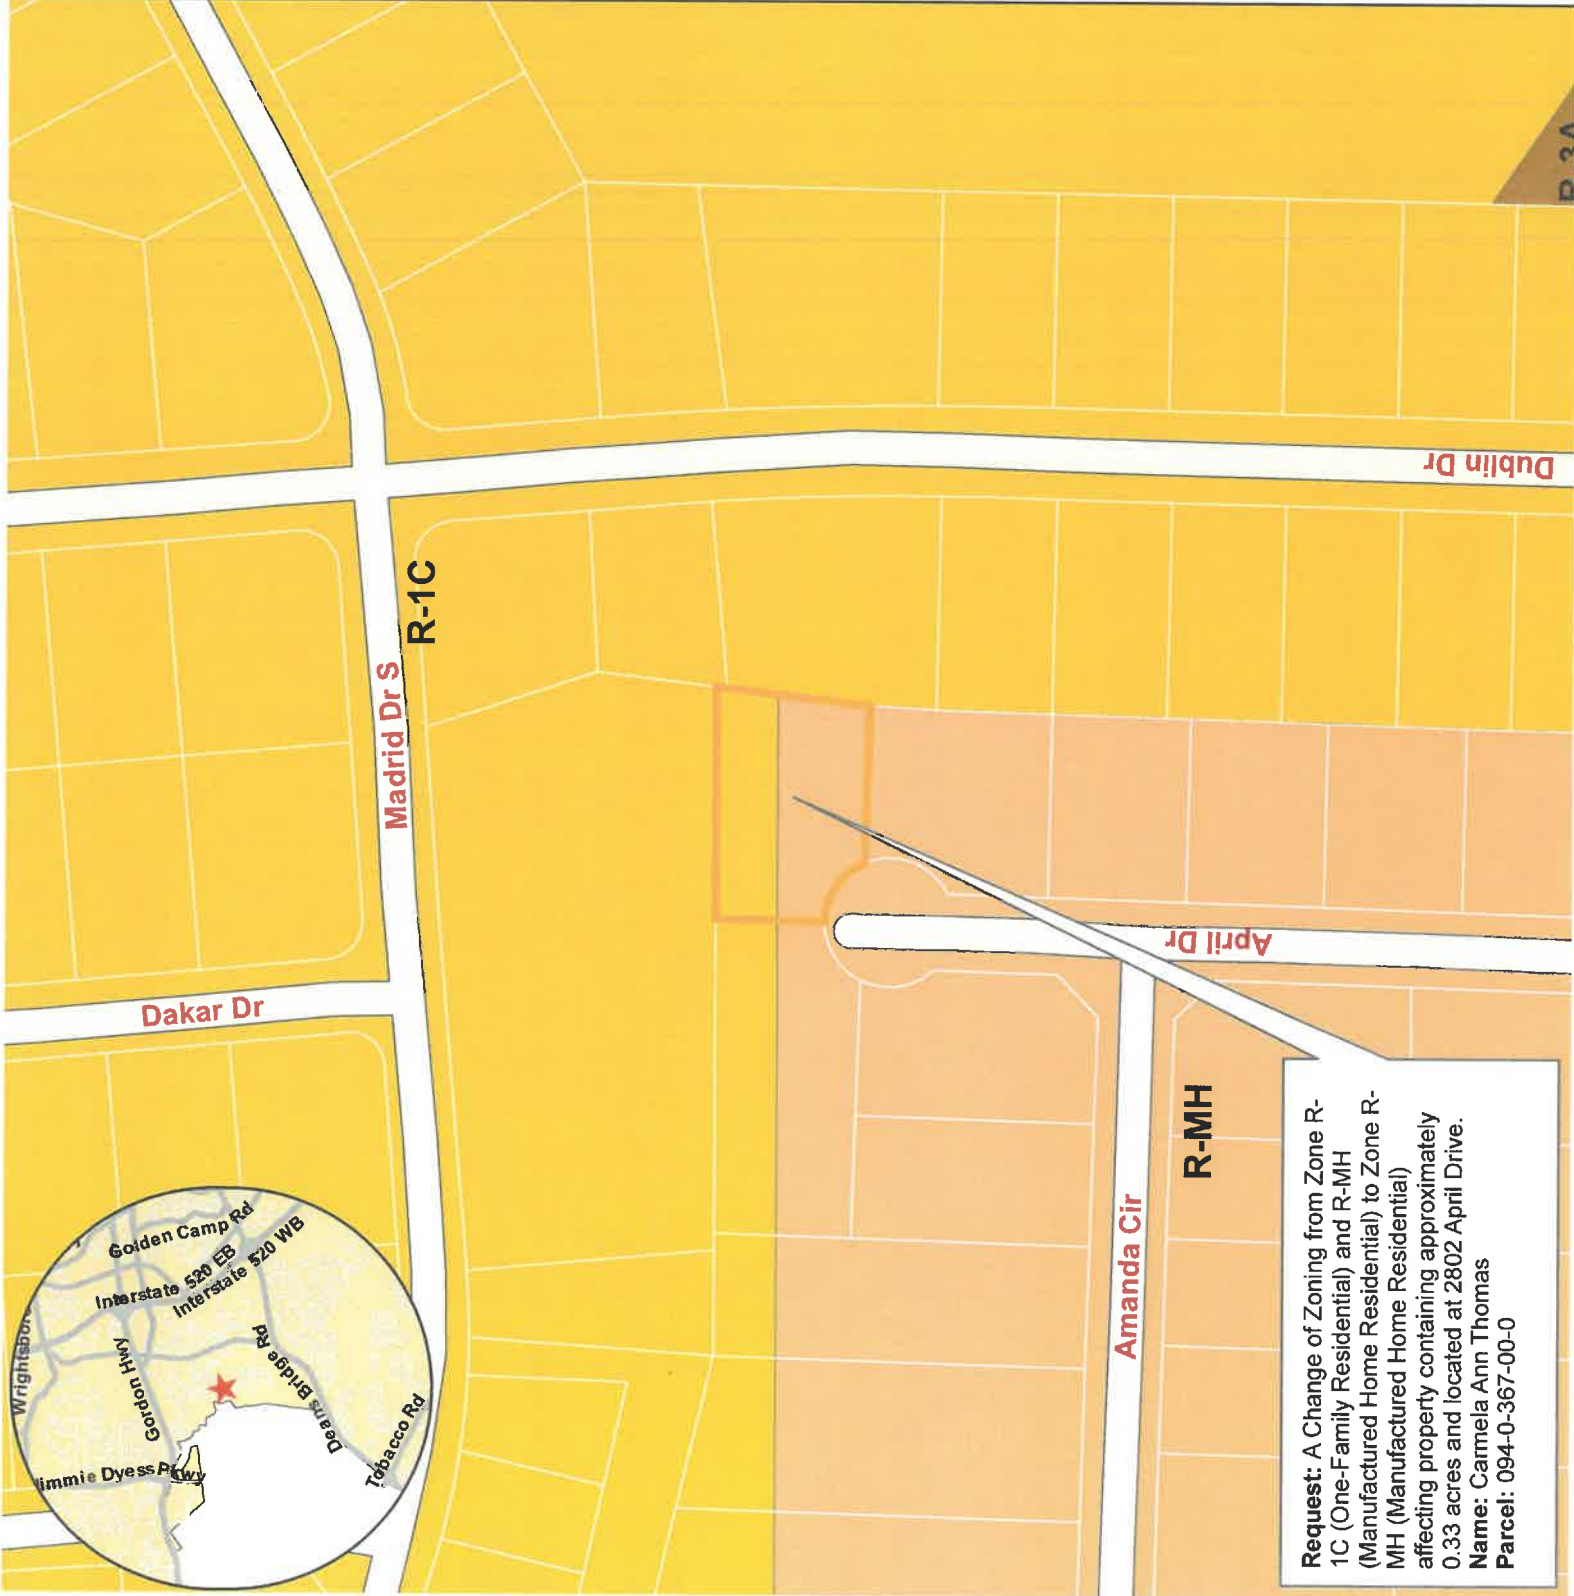 Wrightsboro
Golden Camp Rd
Interstate 520 EB
Interstate 520 WB
Gordon Hwy
Jimmie Dyess Pkwy
Deans Bridge Rd
Tobacco Rd
Dakar Dr
Madrid Dr S
R-1C
Dublin Dr
April Dr
Amanda Cir
R-MH
Request: A Change of Zoning from Zone R-
1C (One-Family Residential) and R-MH
(Manufactured Home Residential) to Zone R-
MH (Manufactured Home Residential)
affecting property containing approximately
0.33 acres and located at 2802 April Drive.
Name: Carmela Ann Thomas
Parcel: 094-0-367-00-0